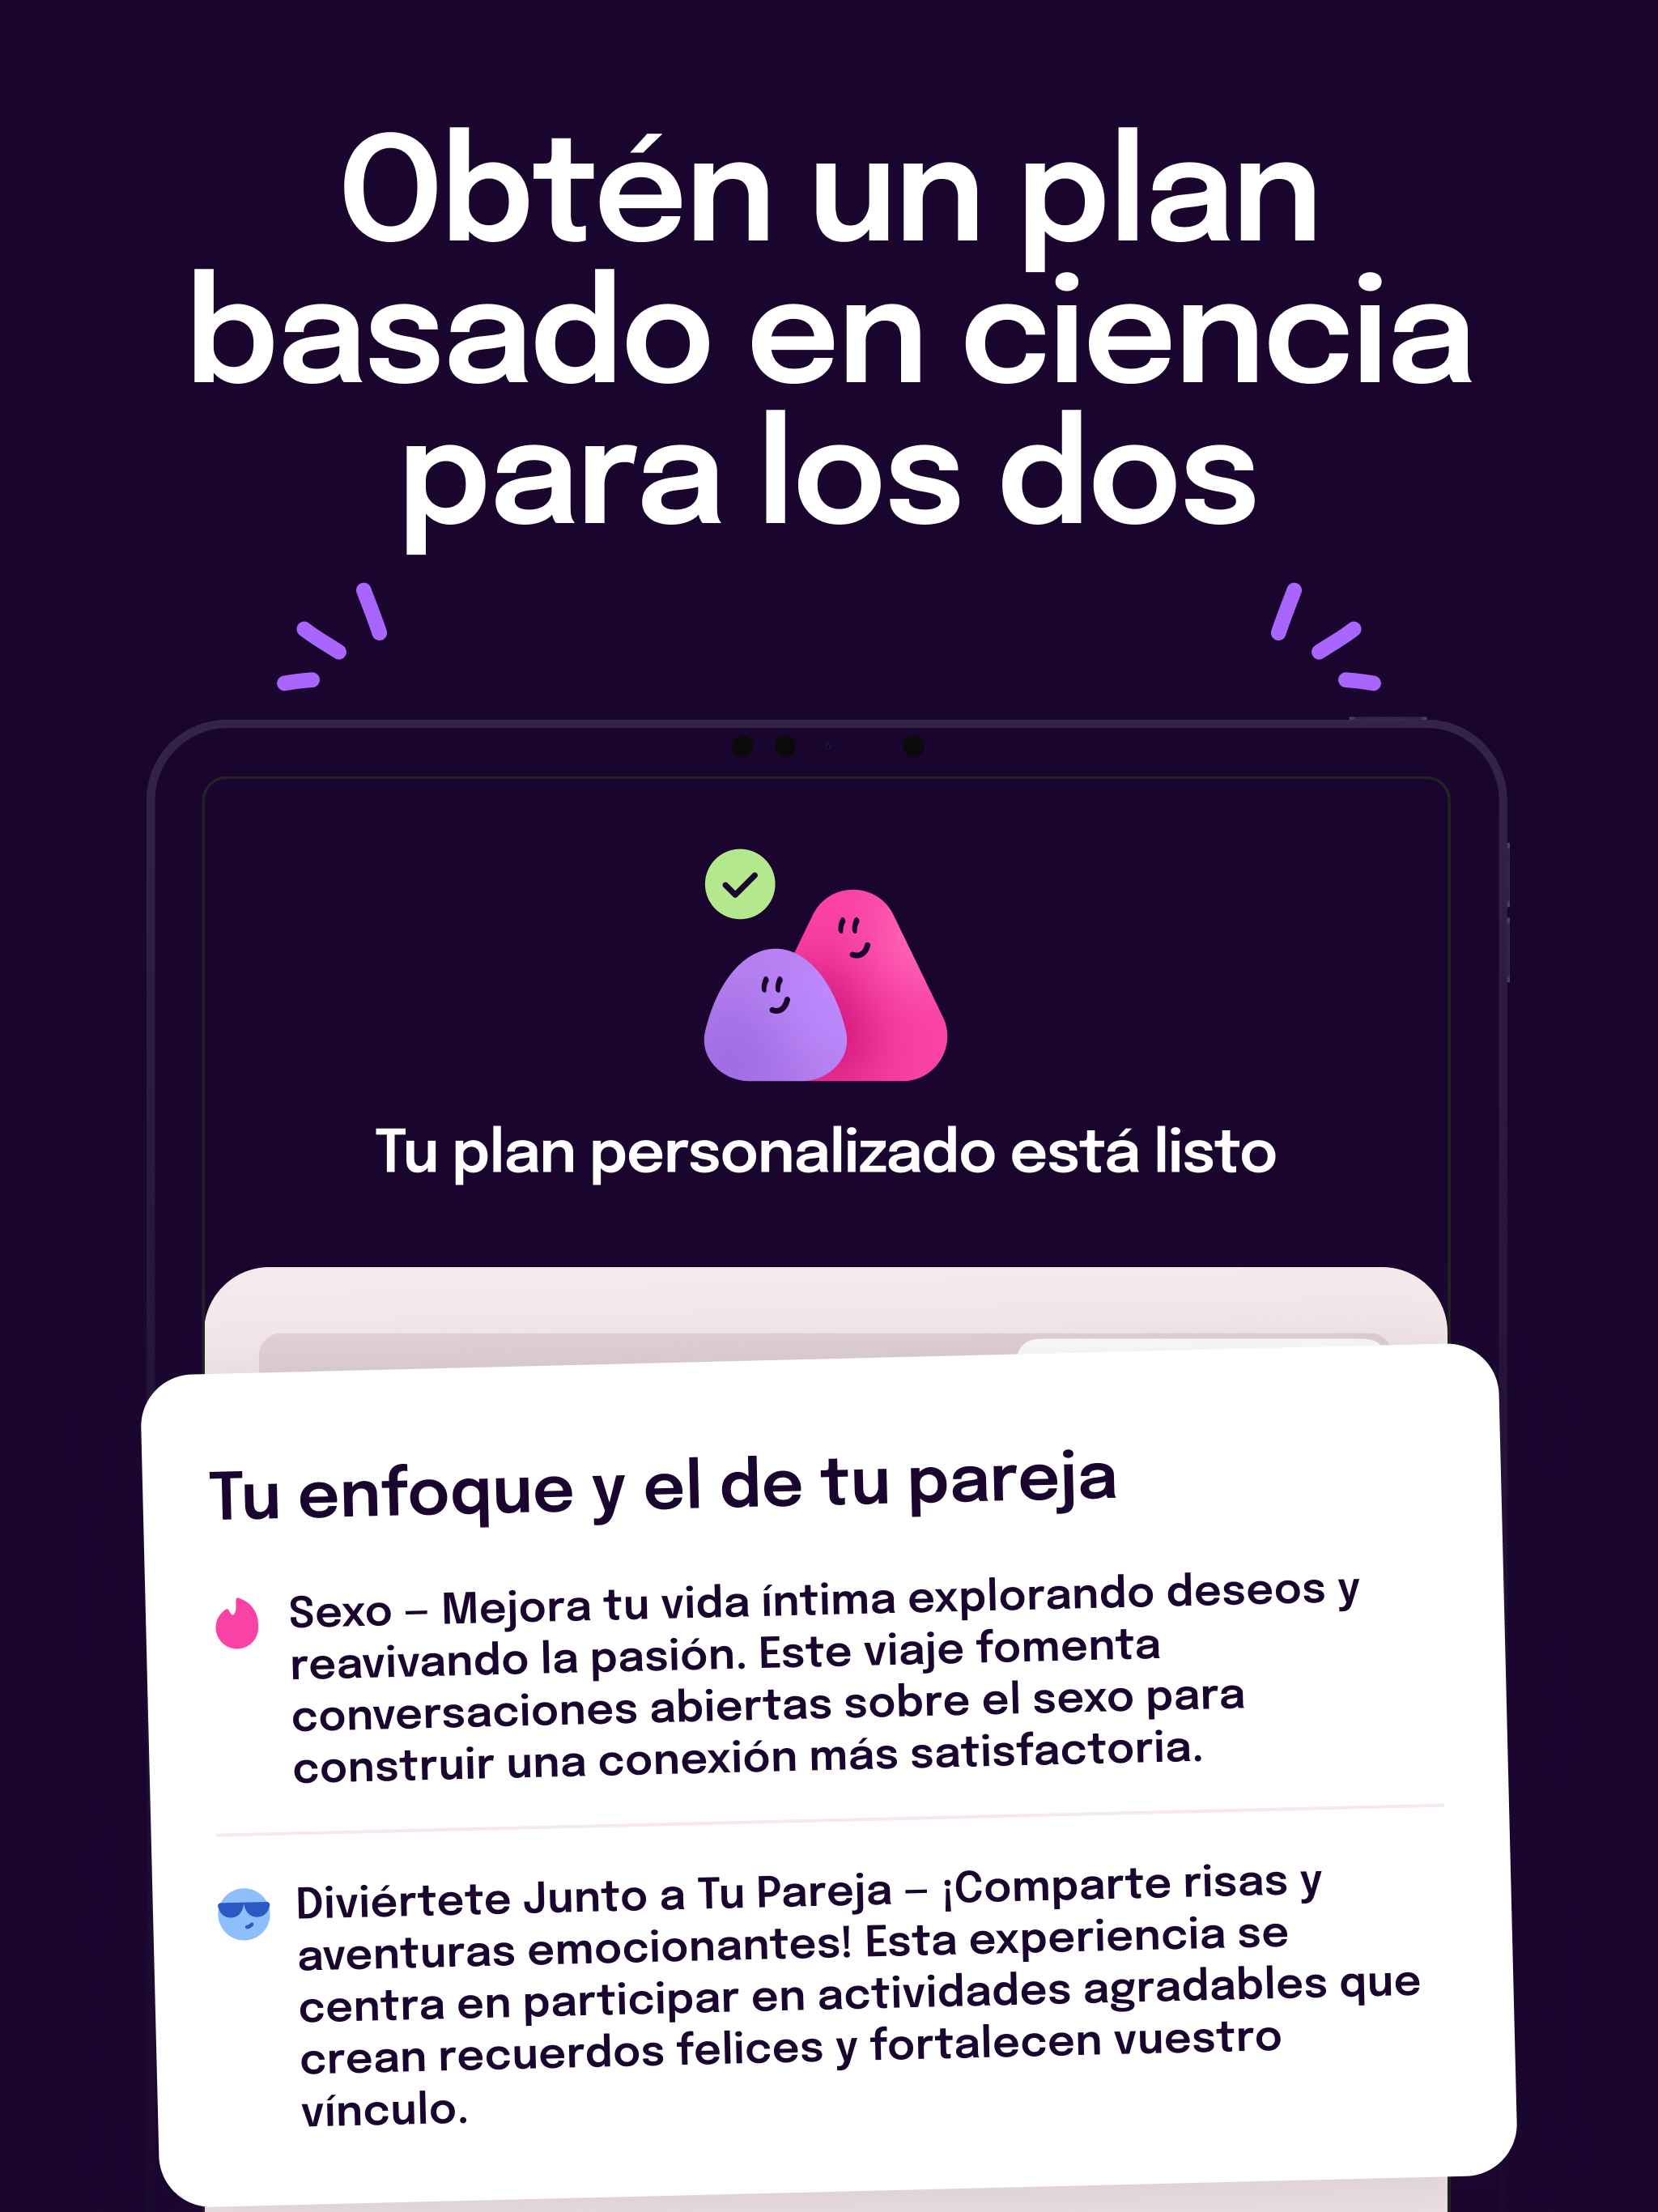 Obtén un plan
basado en ciencia
para los dos
Tu plan personalizado está listo
Tu enfoque y el de tu pareja
Sexo – Mejora tu vida íntima explorando deseos y
reavivando la pasión. Este viaje fomenta
conversaciones abiertas sobre el sexo para
construir una conexión más satisfactoria.
Diviértete Junto a Tu Pareja – ¡Comparte risas y
aventuras emocionantes! Esta experiencia se
centra en participar en actividades agradables que
crean recuerdos felices y fortalecen vuestro
vínculo.